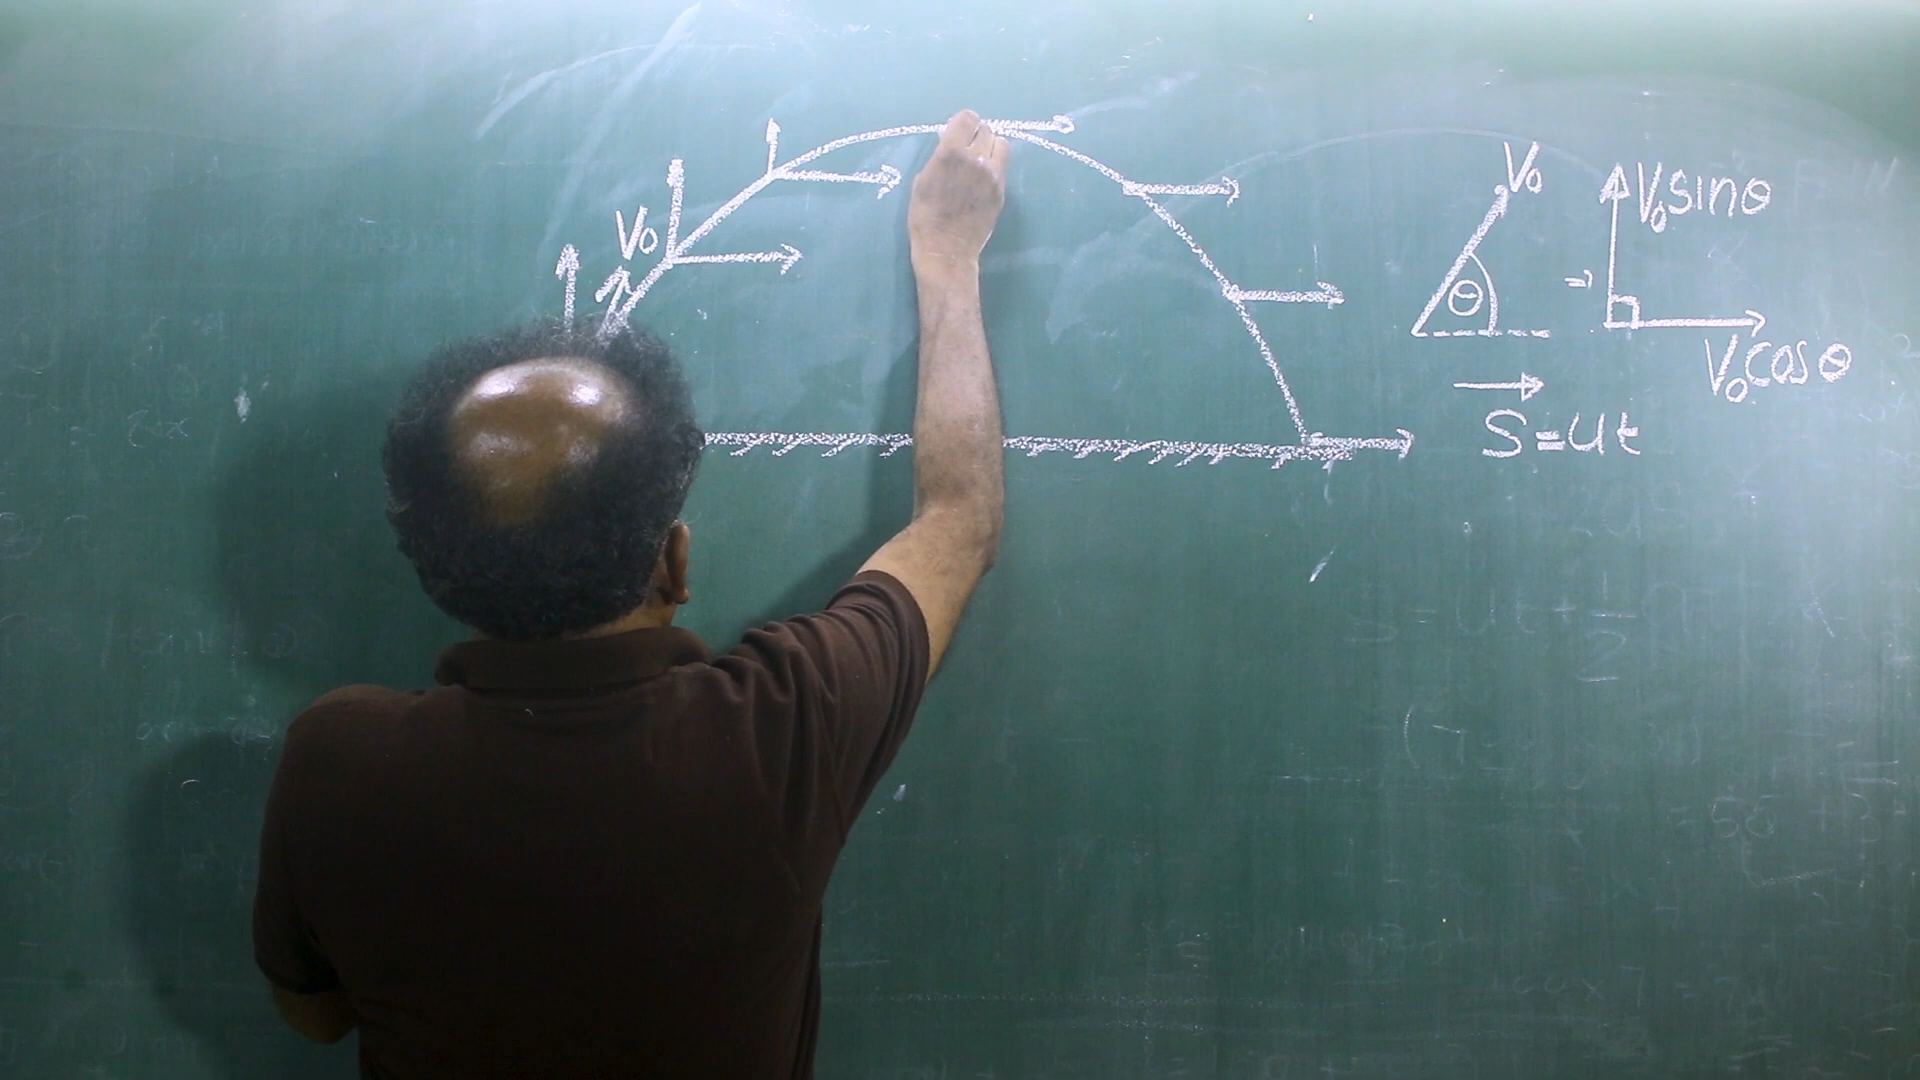 V₀
V₀
V₀sinθ
θ
V₀cosθ
S=ut